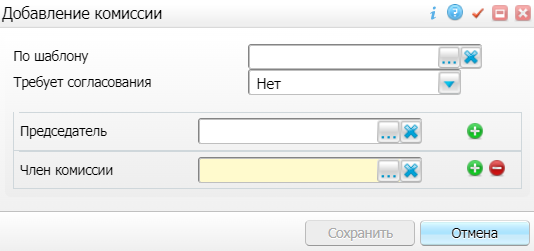 Добавление комиссии
По шаблону
Требует согласования Нет
Председатель
Член комиссии
Сохранить Отмена